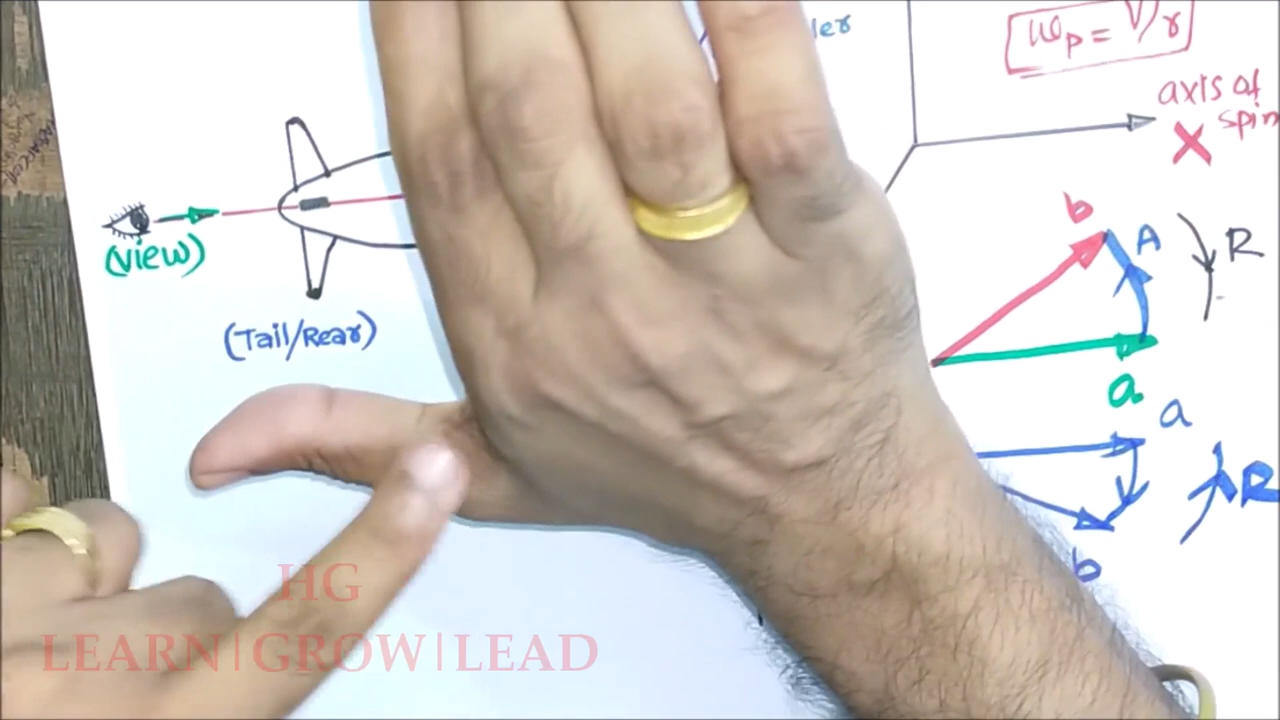 ωp = V/r
axis of
spin
X
(view)
(Tail/Rear)
b
A
R
a
a
R
b
HG
LEARN|GROW|LEAD